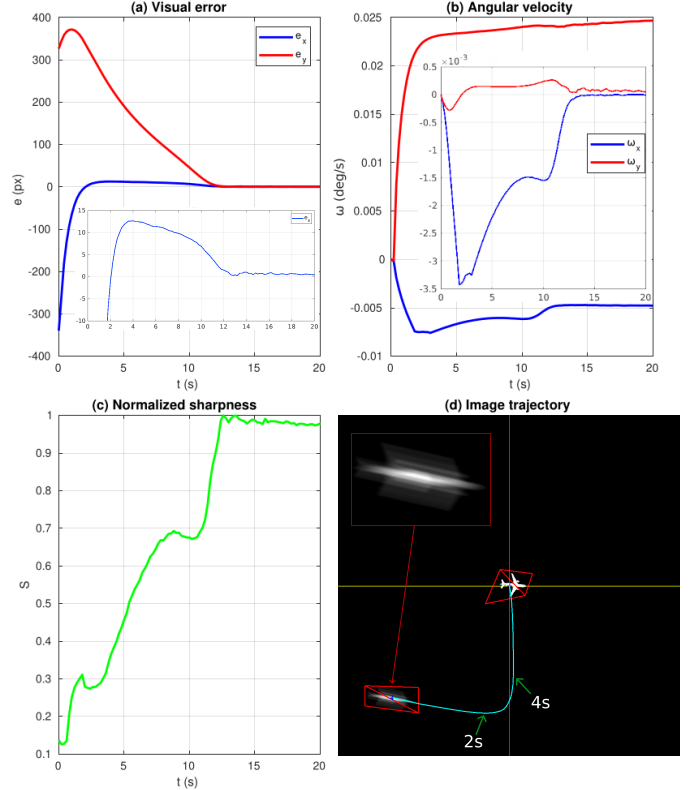 (a) Visual error
e (px)
400
300
200
100
0
-100
-200
-300
-400
e x
e y
10
5
0
-5
-10
e x
0 2 4 6 8 10 12 14 16 18 20
0 5 10 15 20
t (s)
(b) Angular velocity
ω (deg/s)
0.025
0.02
0.015
0.01
0.005
0
-0.005
-0.01
×10 -3
0.5
0
-0.5
-1
-1.5
-2
-2.5
-3
-3.5
0 5 10 15 20
ω x
ω y
0 5 10 15 20
t (s)
(c) Normalized sharpness
S
1
0.9
0.8
0.7
0.6
0.5
0.4
0.3
0.2
0.1
0 5 10 15 20
t (s)
(d) Image trajectory
4s
2s